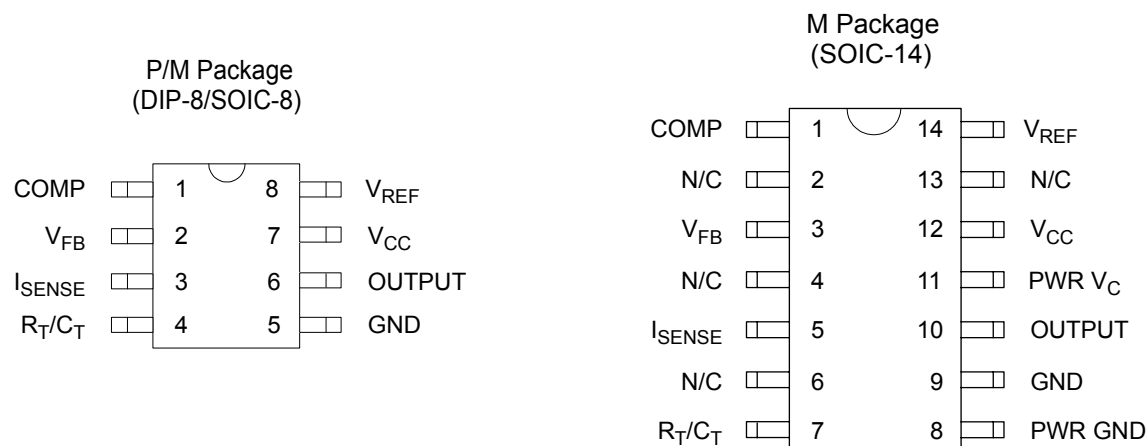 P/M Package
(DIP-8/SOIC-8)
COMP 1 8 VREF
VFB 2 7 VCC
ISENSE 3 6 OUTPUT
RT/CT 4 5 GND
M Package
(SOIC-14)
COMP 1 14 VREF
N/C 2 13 N/C
VFB 3 12 VCC
N/C 4 11 PWR VC
ISENSE 5 10 OUTPUT
N/C 6 9 GND
RT/CT 7 8 PWR GND